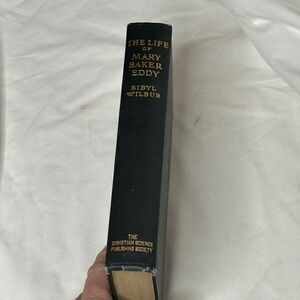 THE LIFE
OF
MARY
BAKER
EDDY
SIBYL
WILBUR
THE
CHRISTIAN SCIENCE
PUBLISHING SOCIETY